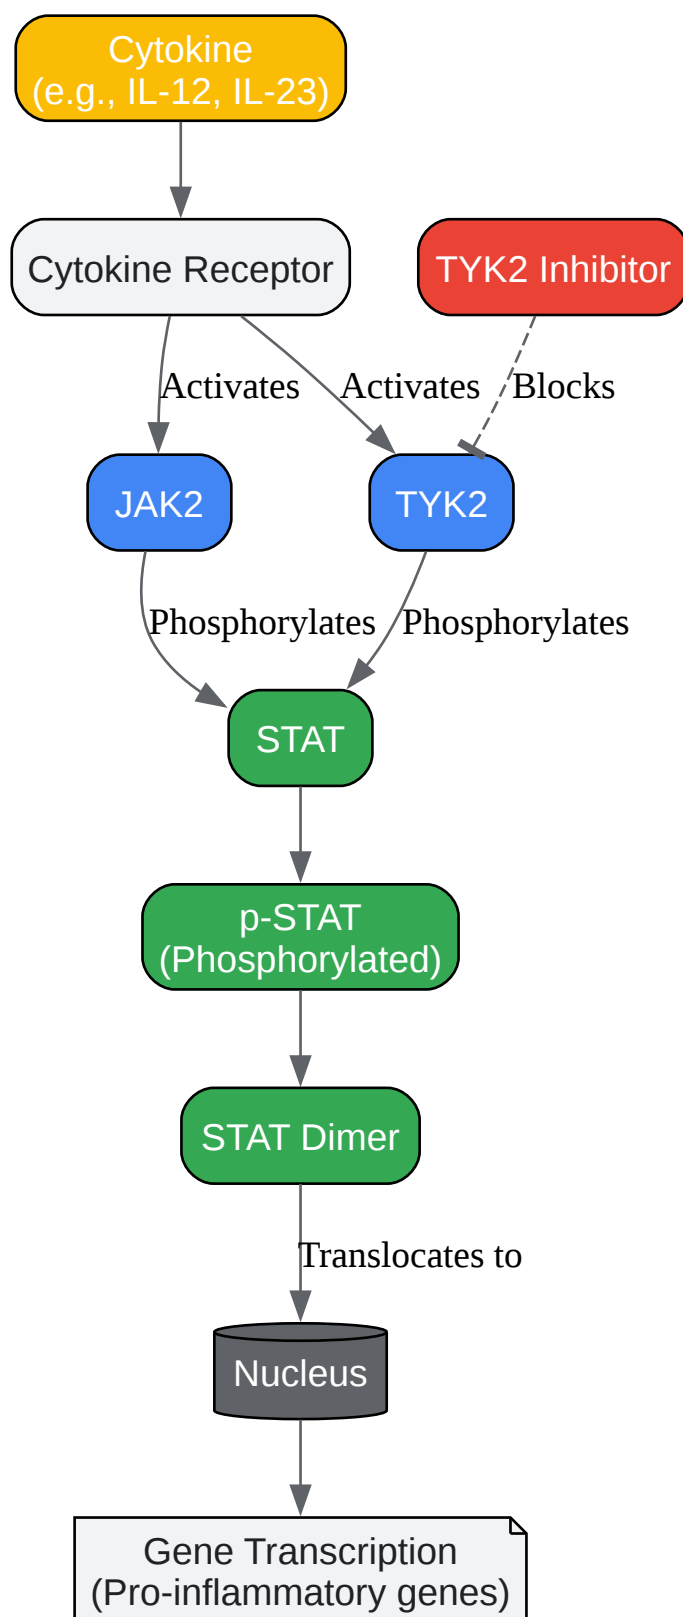 Cytokine
(e.g., IL-12, IL-23)
Cytokine Receptor
TYK2 Inhibitor
Activates
Activates
Blocks
JAK2
TYK2
Phosphorylates
Phosphorylates
STAT
p-STAT
(Phosphorylated)
STAT Dimer
Translocates to
Nucleus
Gene Transcription
(Pro-inflammatory genes)